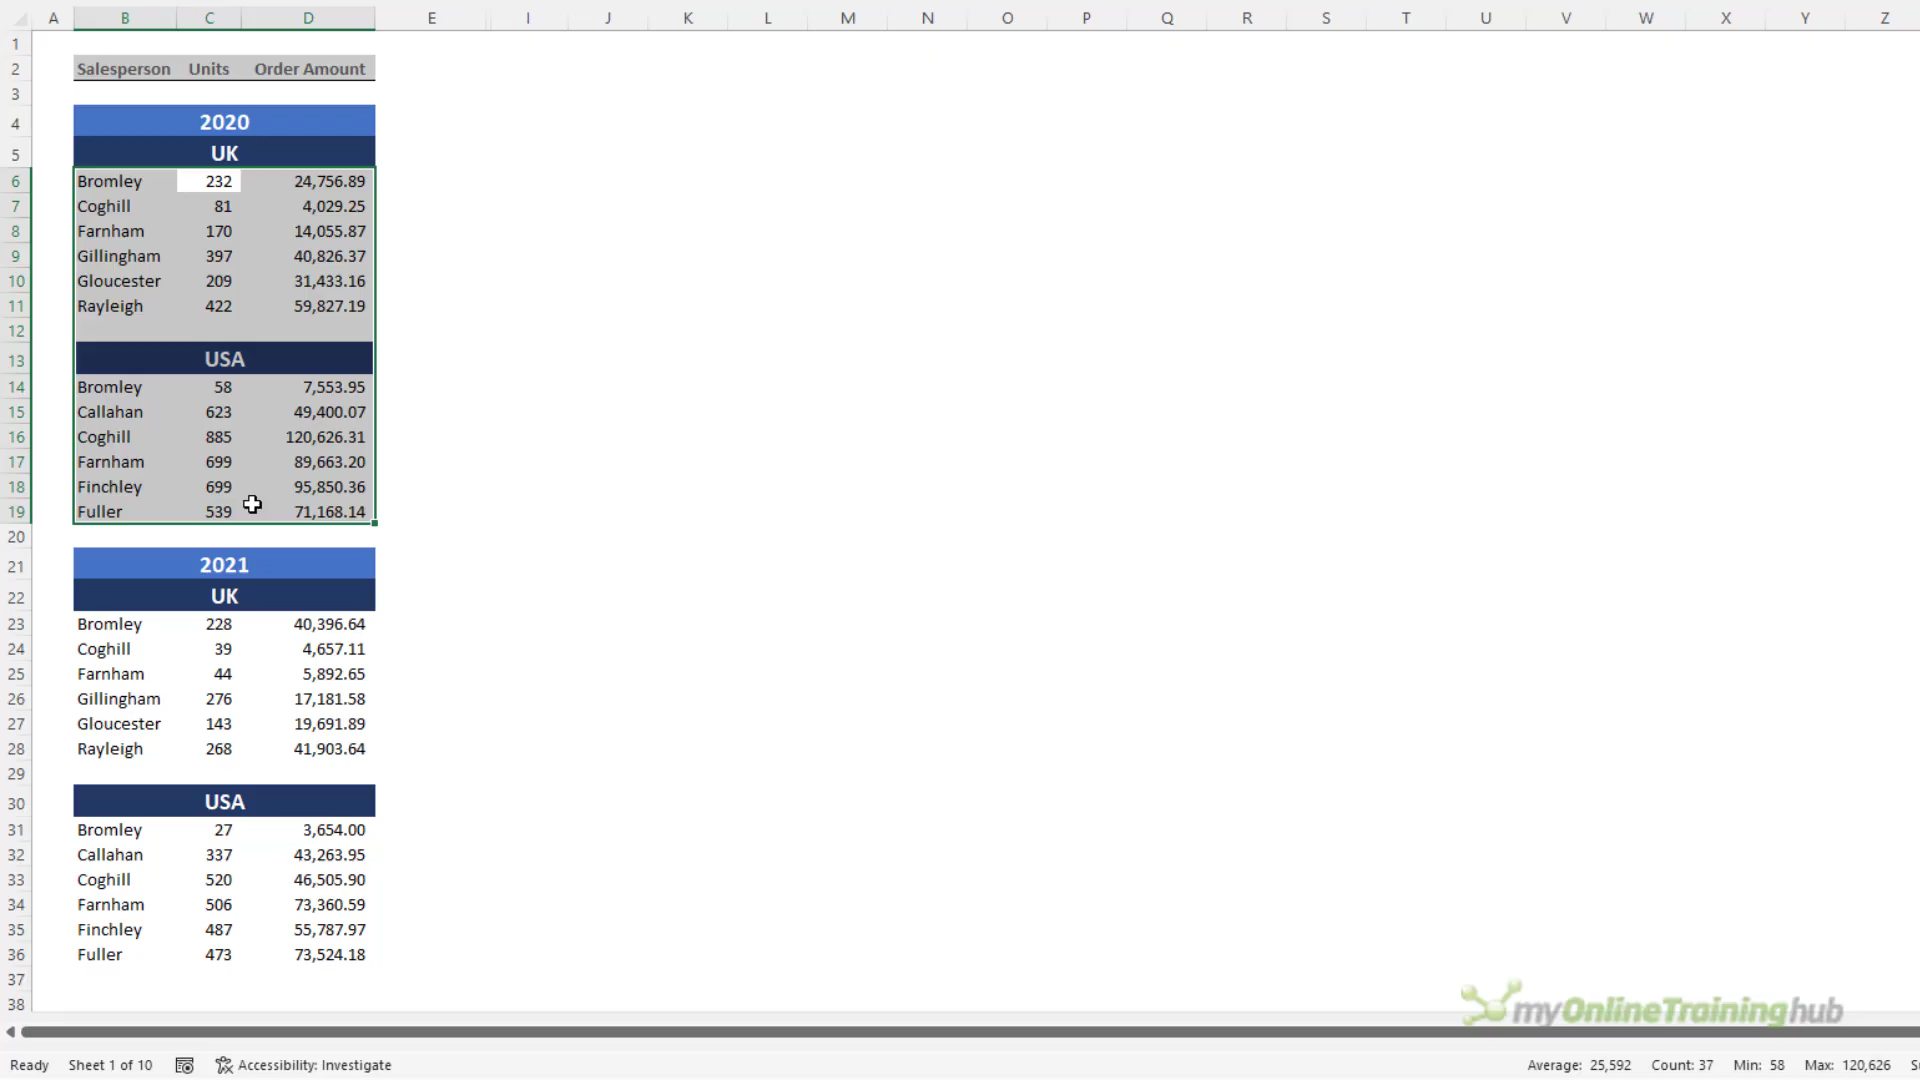 A B C D E I J K L M N O P Q R S T U V W X Y Z
1
2 Salesperson Units Order Amount
3
4 2020
5 UK
6 Bromley 232 24,756.89
7 Coghill 81 4,029.25
8 Farnham 170 14,055.87
9 Gillingham 397 40,826.37
10 Gloucester 209 31,433.16
11 Rayleigh 422 59,827.19
12
13 USA
14 Bromley 58 7,553.95
15 Callahan 623 49,400.07
16 Coghill 885 120,626.31
17 Farnham 699 89,663.20
18 Finchley 699 95,850.36
19 Fuller 539 71,168.14
20
21 2021
22 UK
23 Bromley 228 40,396.64
24 Coghill 39 4,657.11
25 Farnham 44 5,892.65
26 Gillingham 276 17,181.58
27 Gloucester 143 19,691.89
28 Rayleigh 268 41,903.64
29
30 USA
31 Bromley 27 3,654.00
32 Callahan 337 43,263.95
33 Coghill 520 46,505.90
34 Farnham 506 73,360.59
35 Finchley 487 55,787.97
36 Fuller 473 73,524.18
37
38
myOnlineTraininghub
Ready Sheet 1 of 10 Accessibility: Investigate Average: 25,592 Count: 37 Min: 58 Max: 120,626